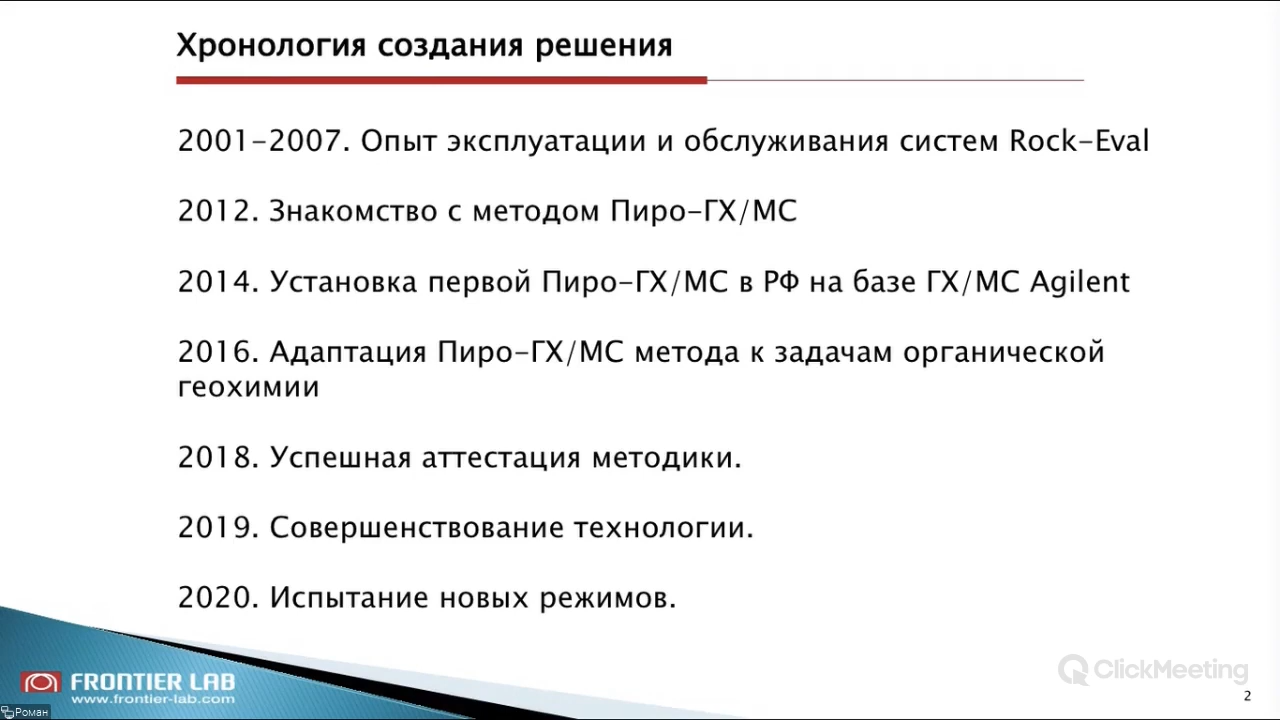 Хронология создания решения
2001-2007. Опыт эксплуатации и обслуживания систем Rock-Eval
2012. Знакомство с методом Пиро-ГХ/МС
2014. Установка первой Пиро-ГХ/МС в РФ на базе ГХ/МС Agilent
2016. Адаптация Пиро-ГХ/МС метода к задачам органической
геохимии
2018. Успешная аттестация методики.
2019. Совершенствование технологии.
2020. Испытание новых режимов.
FRONTIER LAB
www.frontier-lab.com
ClickMeeting
2
Роман